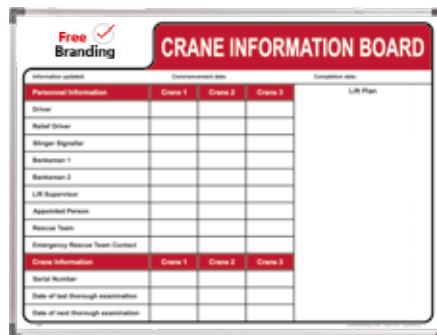 Free
Branding
CRANE INFORMATION BOARD
Information updated: Commencement date: Completion date:
Personnel Information Crane 1 Crane 2 Crane 3 Lift Plan
Driver
Relief Driver
Slinger Signaller
Banksman 1
Banksman 2
Lift Supervisor
Appointed Person
Rescue Team
Emergency Rescue Team Contact
Crane Information Crane 1 Crane 2 Crane 3
Serial Number
Date of last thorough examination
Date of next thorough examination